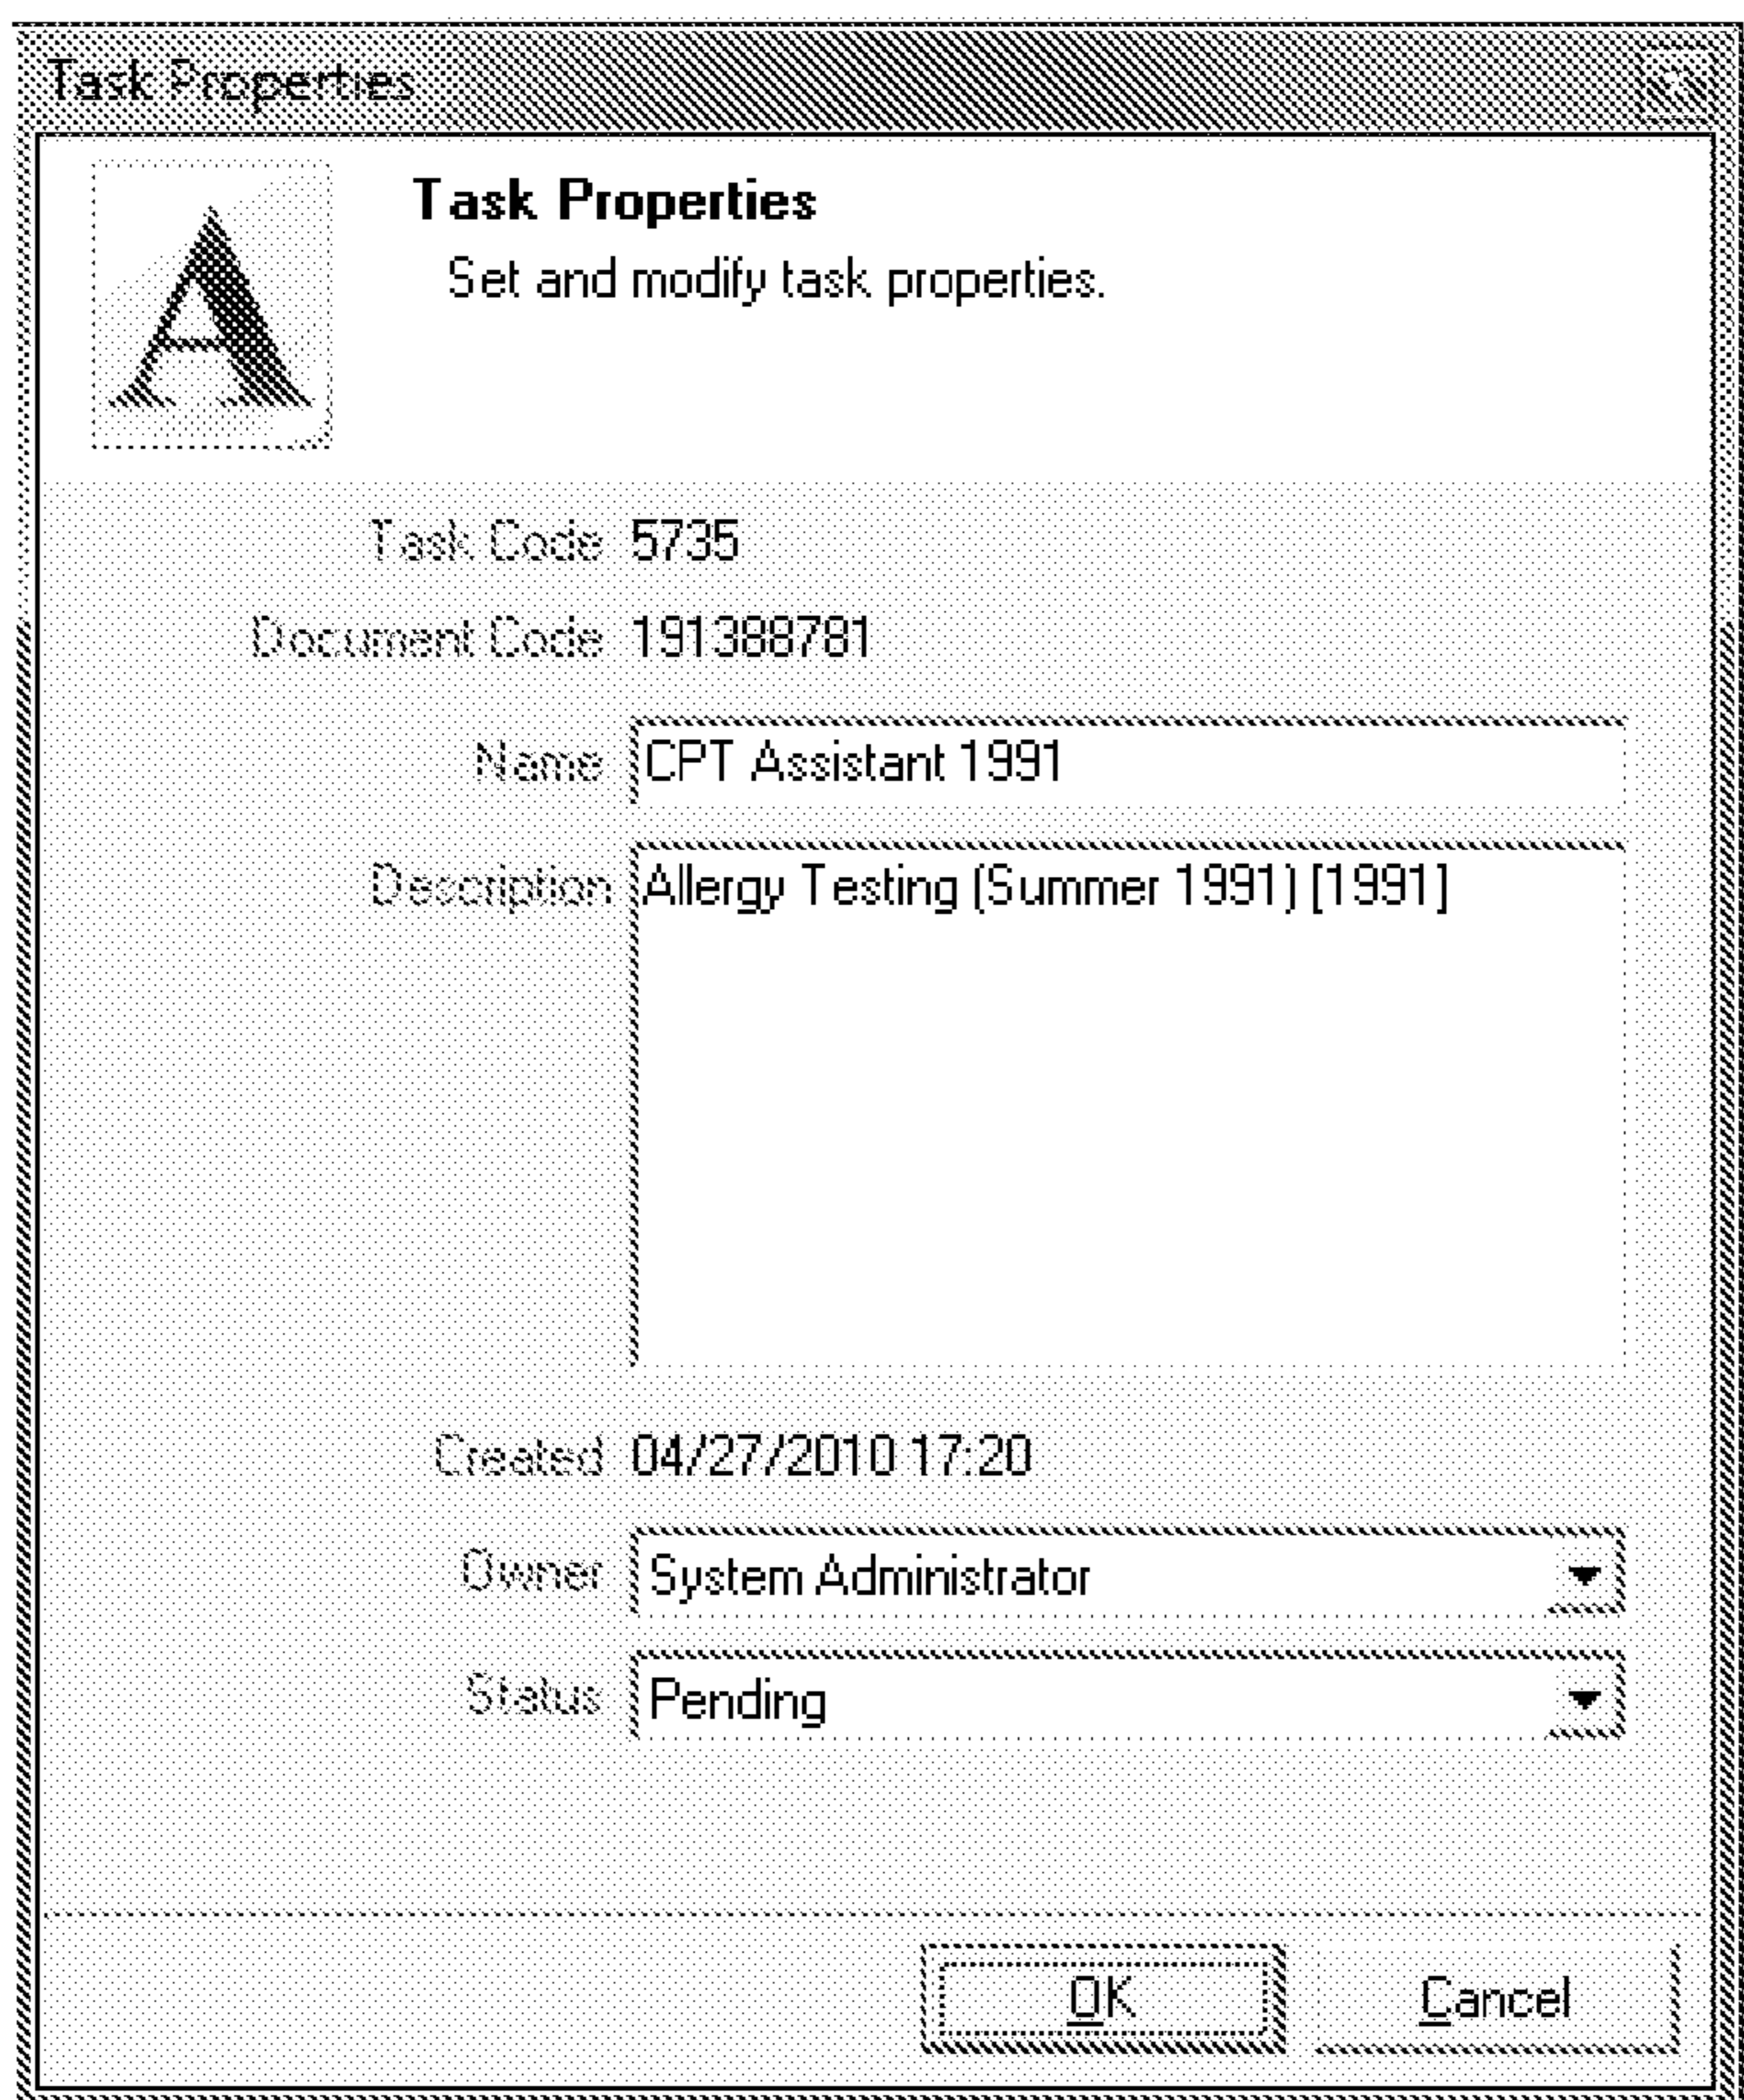 Task Properties
A
Task Properties
Set and modify task properties.
Task Code 5735
Document Code 191388781
Name CPT Assistant 1991
Description Allergy Testing (Summer 1991) [1991]
Created 04/27/2010 17:20
Owner System Administrator
Status Pending
OK Cancel